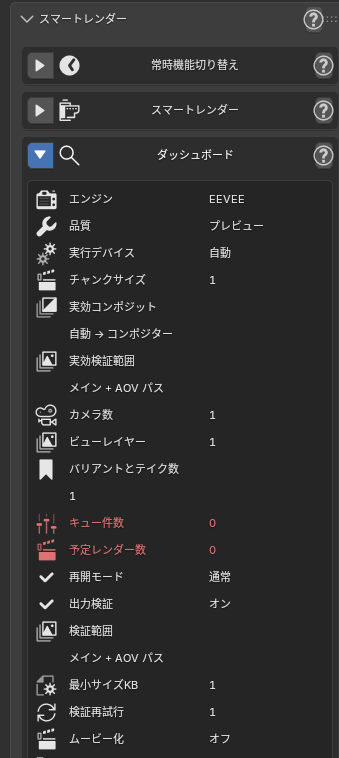 スマートレンダー
常時機能切り替え
スマートレンダー
ダッシュボード
エンジン EEVEE
品質 プレビュー
実行デバイス 自動
チャンクサイズ 1
実効コンポジット
自動 → コンポジター
実効検証範囲
メイン + AOV パス
カメラ数 1
ビューレイヤー 1
バリアントとテイク数
1
キュー件数 0
予定レンダー数 0
再開モード 通常
出力検証 オン
検証範囲
メイン + AOV パス
最小サイズKB 1
検証再試行 1
ムービー化 オフ